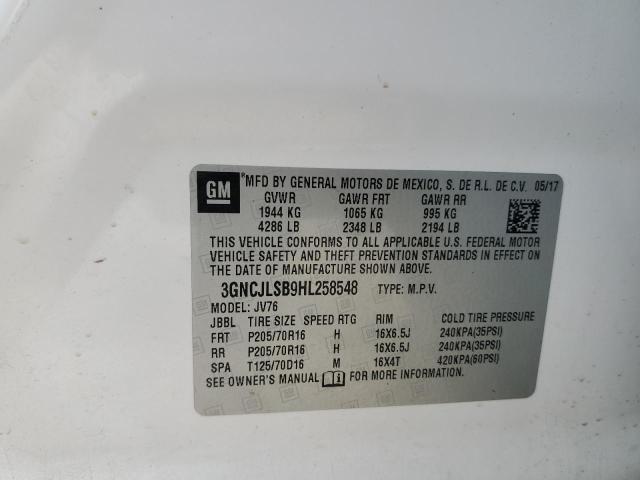 GM MFD BY GENERAL MOTORS DE MEXICO, S. DE R.L. DE C.V. 05/17
GVWR GAWR FRT GAWR RR
1944 KG 1065 KG 995 KG
4286 LB 2348 LB 2194 LB
THIS VEHICLE CONFORMS TO ALL APPLICABLE U.S. FEDERAL MOTOR
VEHICLE SAFETY AND THEFT PREVENTION STANDARDS IN EFFECT ON
THE DATE OF MANUFACTURE SHOWN ABOVE.
3GNCJLSB9HL258548 TYPE: M.P.V.
MODEL: JV76
JBBL TIRE SIZE SPEED RTG RIM COLD TIRE PRESSURE
FRT P205/70R16 H 16X6.5J 240KPA(35PSI)
RR P205/70R16 H 16X6.5J 240KPA(35PSI)
SPA T125/70D16 M 16X4T 420KPA(60PSI)
SEE OWNER'S MANUAL FOR MORE INFORMATION.